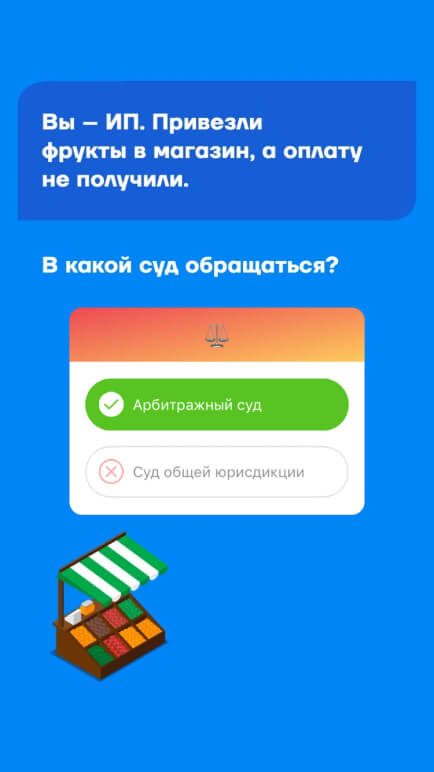 Вы – ИП. Привезли
фрукты в магазин, а оплату
не получили.
В какой суд обращаться?
Арбитражный суд
Суд общей юрисдикции